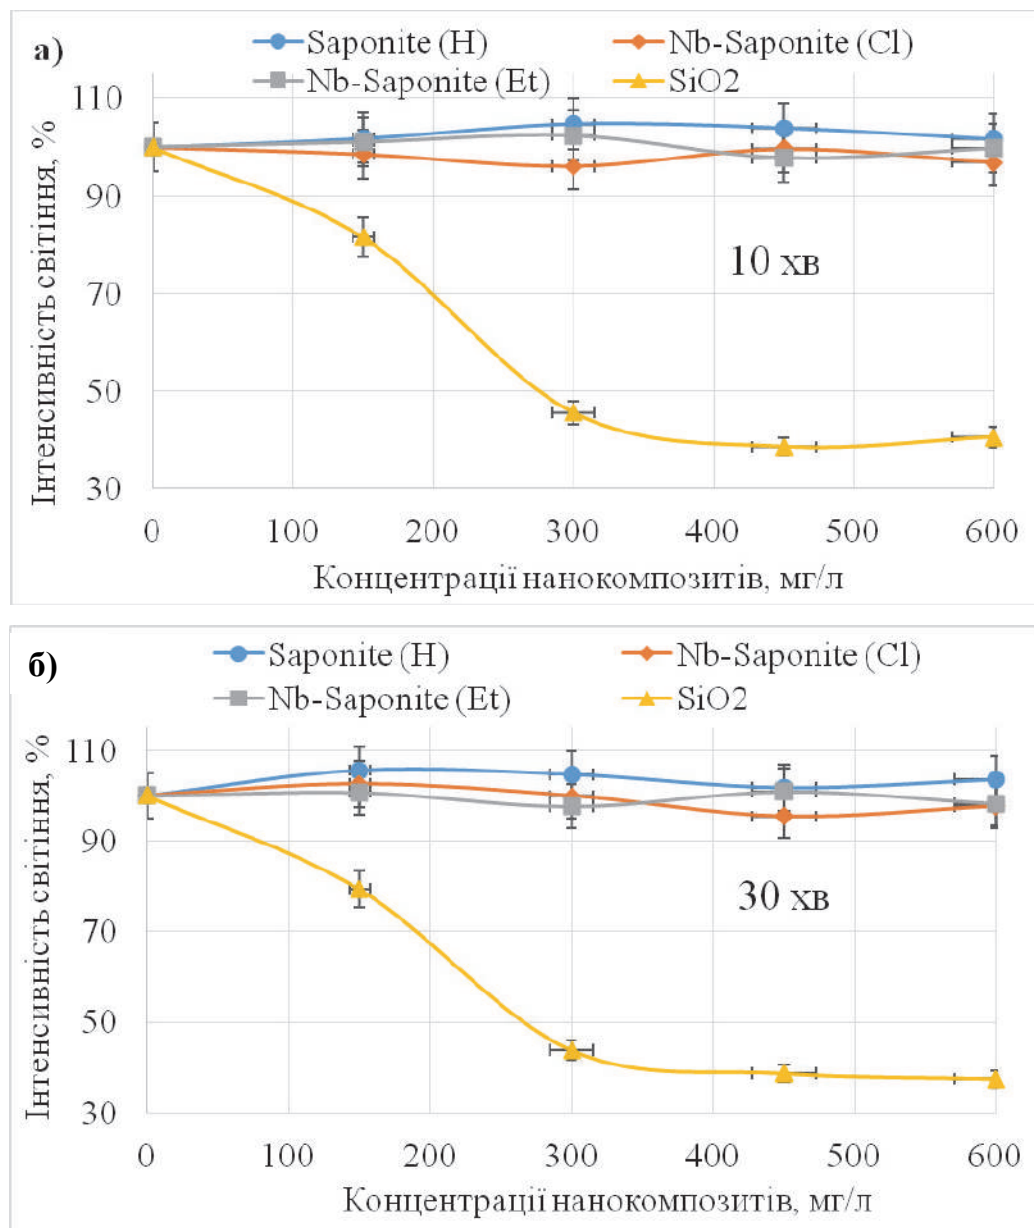 а)
Saponite (H) Nb-Saponite (Cl)
Nb-Saponite (Et) SiO2
110
90
70
50
30
Інтенсивність світіння, %
10 хв
0 100 200 300 400 500 600
Концентрації нанокомпозитів, мг/л
б)
Saponite (H) Nb-Saponite (Cl)
Nb-Saponite (Et) SiO2
110
90
70
50
30
Інтенсивність світіння, %
30 хв
0 100 200 300 400 500 600
Концентрації нанокомпозитів, мг/л